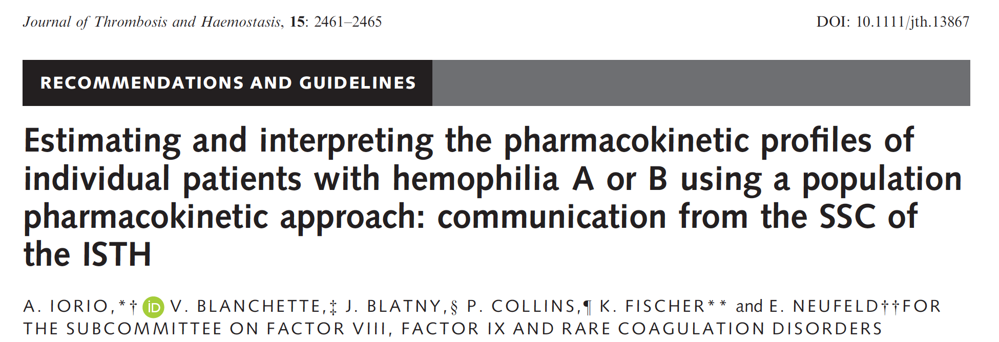 Journal of Thrombosis and Haemostasis, 15: 2461–2465 DOI: 10.1111/jth.13867
RECOMMENDATIONS AND GUIDELINES
Estimating and interpreting the pharmacokinetic profiles of
individual patients with hemophilia A or B using a population
pharmacokinetic approach: communication from the SSC of
the ISTH
A. IORIO,*† iD V. BLANCHETTE,‡ J. BLATNY,§ P. COLLINS,¶ K. FISCHER** and E. NEUFELD††FOR
THE SUBCOMMITTEE ON FACTOR VIII, FACTOR IX AND RARE COAGULATION DISORDERS